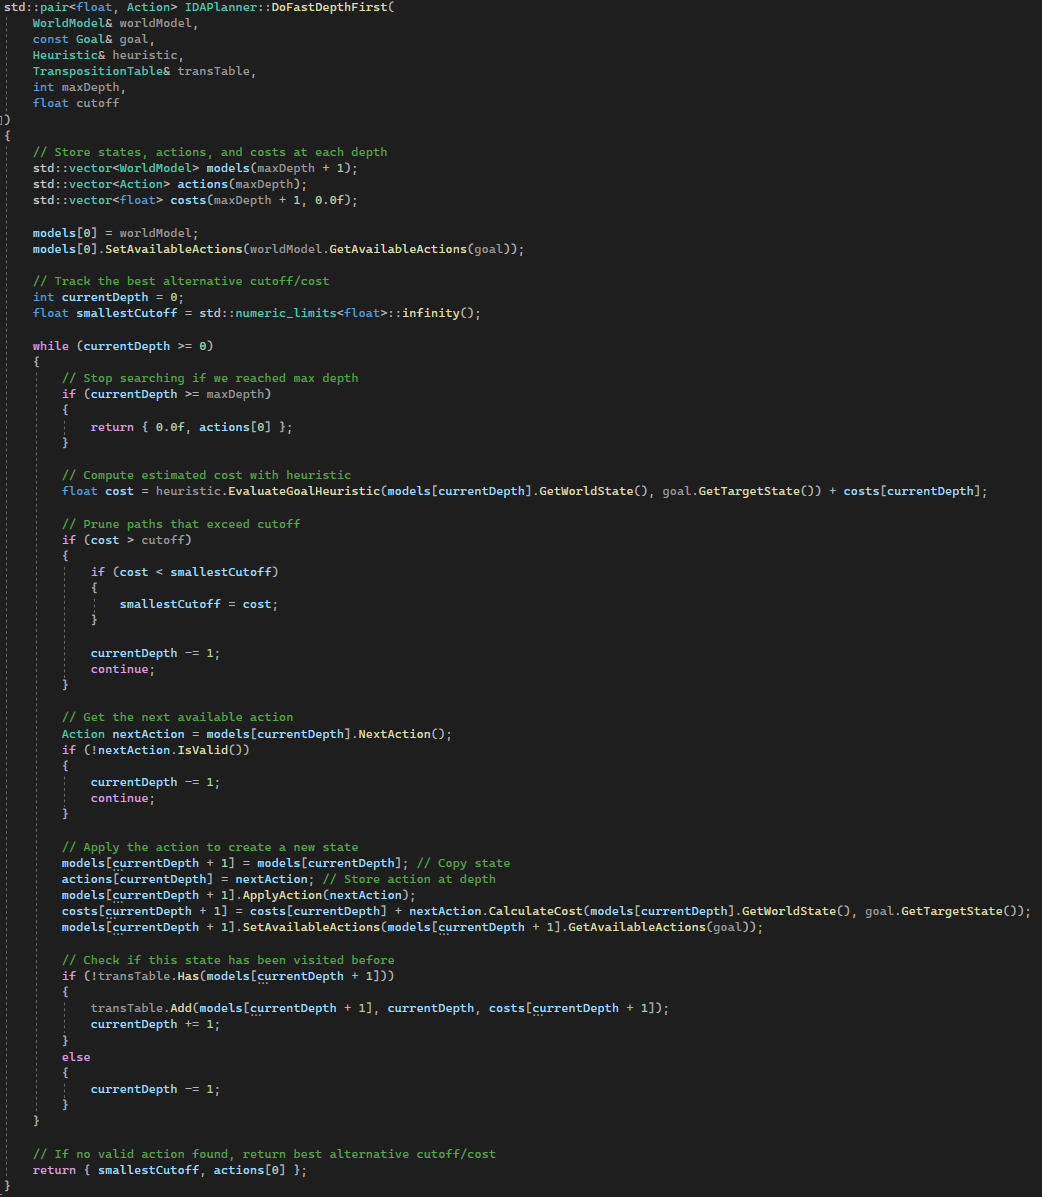 std::pair<float, Action> IDAPlanner::DoFastDepthFirst(
    WorldModel& worldModel,
    const Goal& goal,
    Heuristic& heuristic,
    TranspositionTable& transTable,
    int maxDepth,
    float cutoff
)
{
    // Store states, actions, and costs at each depth
    std::vector<WorldModel> models(maxDepth + 1);
    std::vector<Action> actions(maxDepth);
    std::vector<float> costs(maxDepth + 1, 0.0f);

    models[0] = worldModel;
    models[0].SetAvailableActions(worldModel.GetAvailableActions(goal));

    // Track the best alternative cutoff/cost
    int currentDepth = 0;
    float smallestCutoff = std::numeric_limits<float>::infinity();

    while (currentDepth >= 0)
    {
        // Stop searching if we reached max depth
        if (currentDepth >= maxDepth)
        {
            return { 0.0f, actions[0] };
        }

        // Compute estimated cost with heuristic
        float cost = heuristic.EvaluateGoalHeuristic(models[currentDepth].GetWorldState(), goal.GetTargetState()) + costs[currentDepth];

        // Prune paths that exceed cutoff
        if (cost > cutoff)
        {
            if (cost < smallestCutoff)
            {
                smallestCutoff = cost;
            }

            currentDepth -= 1;
            continue;
        }

        // Get the next available action
        Action nextAction = models[currentDepth].NextAction();
        if (!nextAction.IsValid())
        {
            currentDepth -= 1;
            continue;
        }

        // Apply the action to create a new state
        models[currentDepth + 1] = models[currentDepth]; // Copy state
        actions[currentDepth] = nextAction; // Store action at depth
        models[currentDepth + 1].ApplyAction(nextAction);
        costs[currentDepth + 1] = costs[currentDepth] + nextAction.CalculateCost(models[currentDepth].GetWorldState(), goal.GetTargetState());
        models[currentDepth + 1].SetAvailableActions(models[currentDepth + 1].GetAvailableActions(goal));

        // Check if this state has been visited before
        if (!transTable.Has(models[currentDepth + 1]))
        {
            transTable.Add(models[currentDepth + 1], currentDepth, costs[currentDepth + 1]);
            currentDepth += 1;
        }
        else
        {
            currentDepth -= 1;
        }
    }

    // If no valid action found, return best alternative cutoff/cost
    return { smallestCutoff, actions[0] };
}